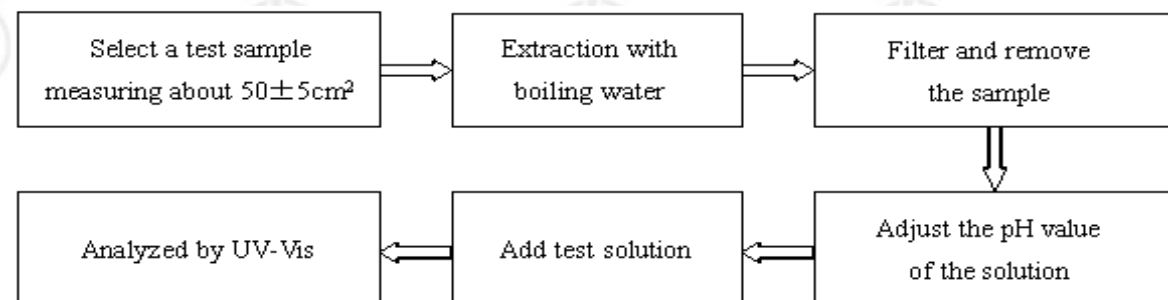 Select a test sample
measuring about 50±5cm²
Extraction with
boiling water
Filter and remove
the sample
Adjust the pH value
of the solution
Add test solution
Analyzed by UV-Vis